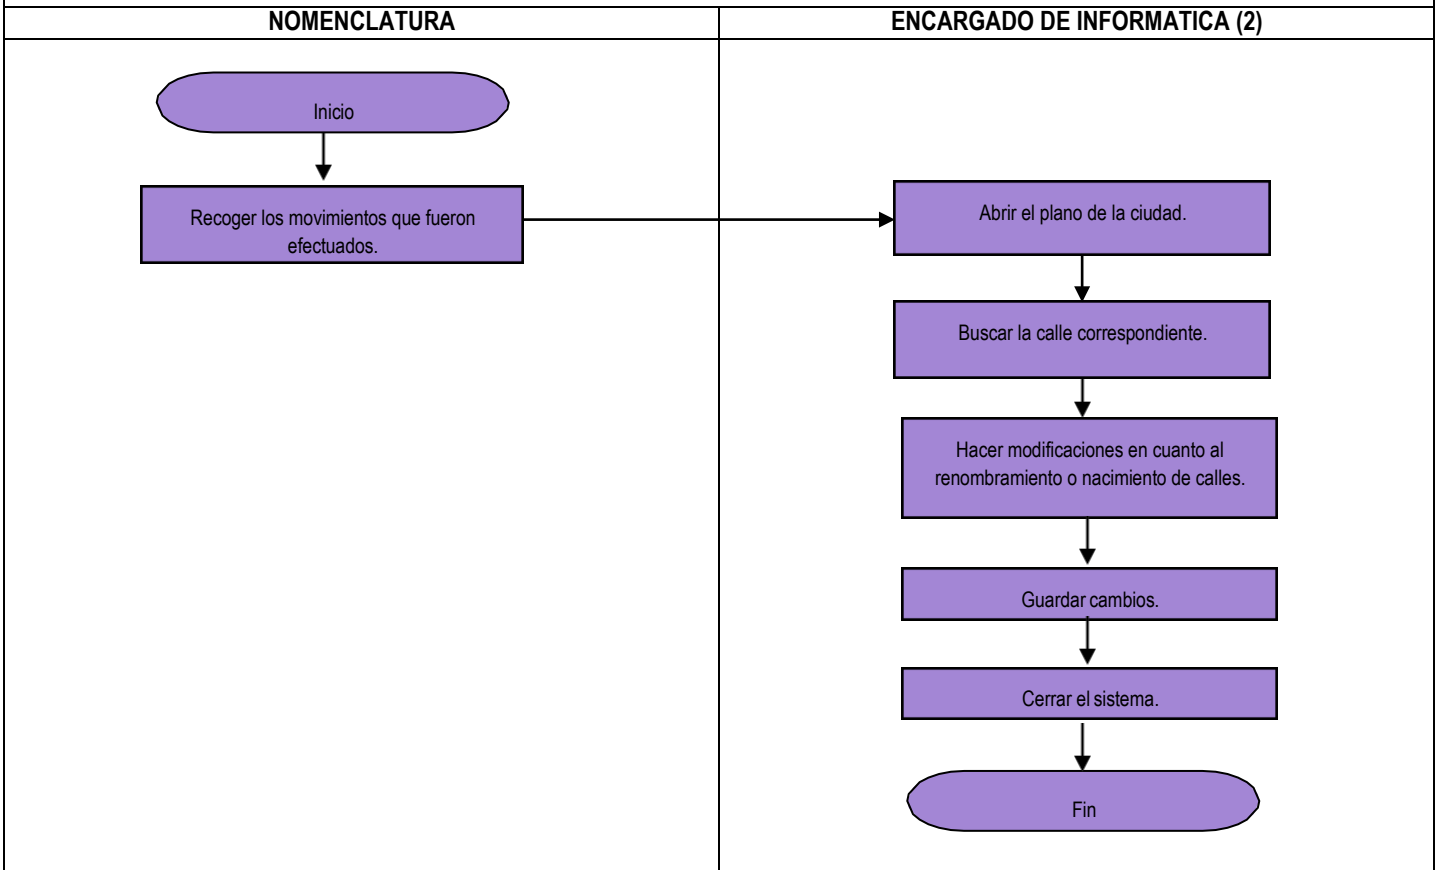 NOMENCLATURA
ENCARGADO DE INFORMATICA (2)
Inicio
Recoger los movimientos que fueron
efectuados.
Abrir el plano de la ciudad.
Buscar la calle correspondiente.
Hacer modificaciones en cuanto al
renombramiento o nacimiento de calles.
Guardar cambios.
Cerrar el sistema.
Fin